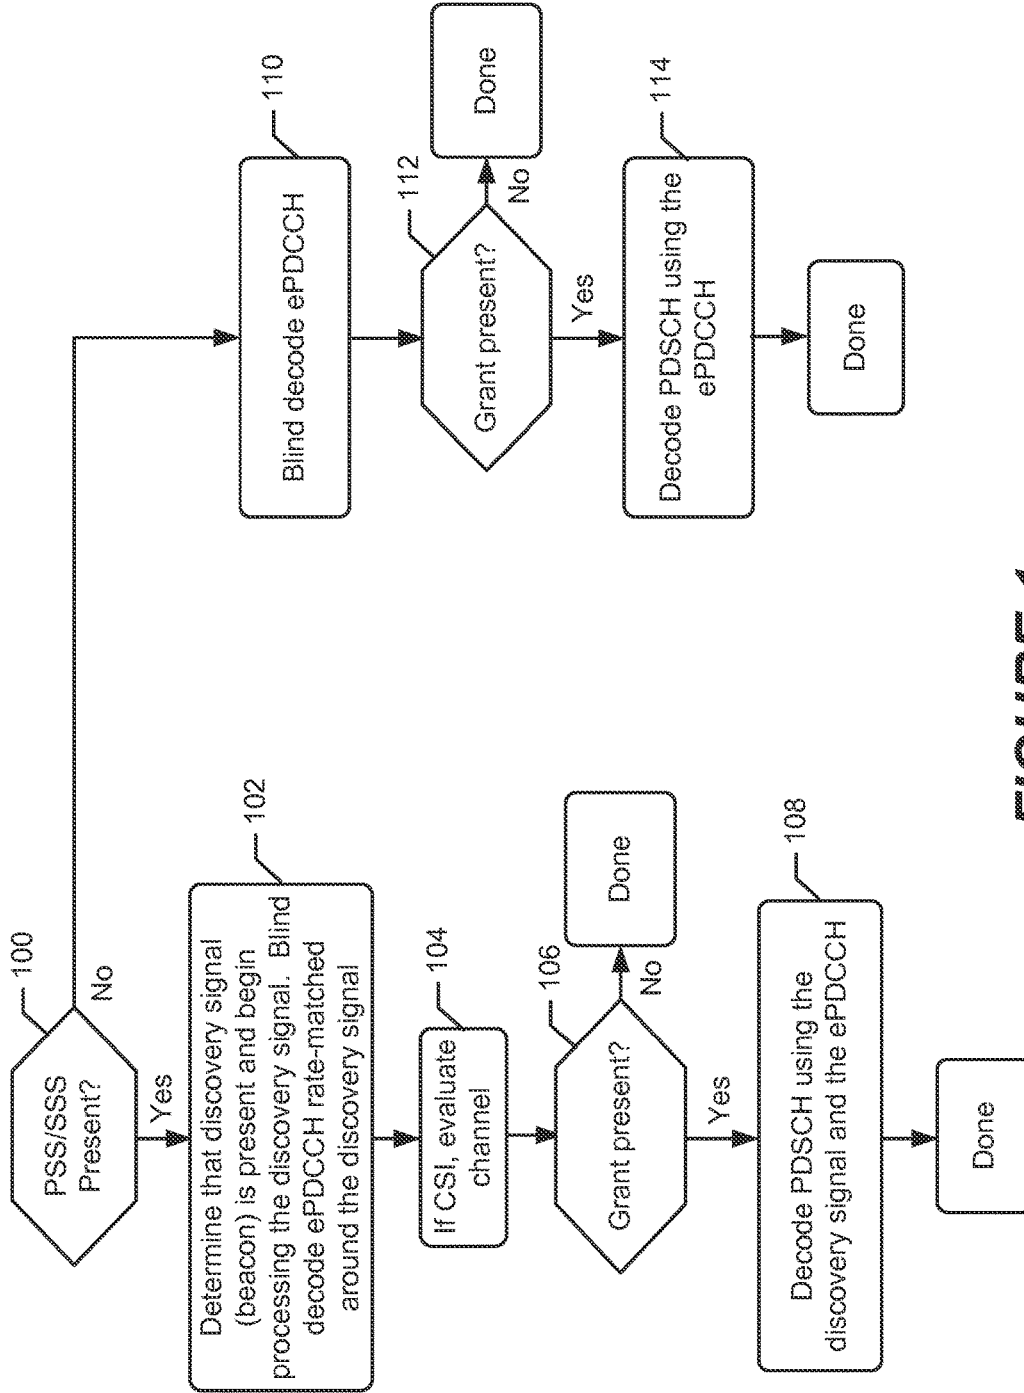 100
PSS/SSS
Present?
No
Yes
102
Determine that discovery signal
(beacon) is present and begin
processing the discovery signal. Blind
decode ePDCCH rate-matched
around the discovery signal
104
If CSI, evaluate
channel
106
Grant present?
No
Done
Yes
108
Decode PDSCH using the
discovery signal and the ePDCCH
Done
110
Blind decode ePDCCH
112
Grant present?
No
Done
Yes
114
Decode PDSCH using the
ePDCCH
Done